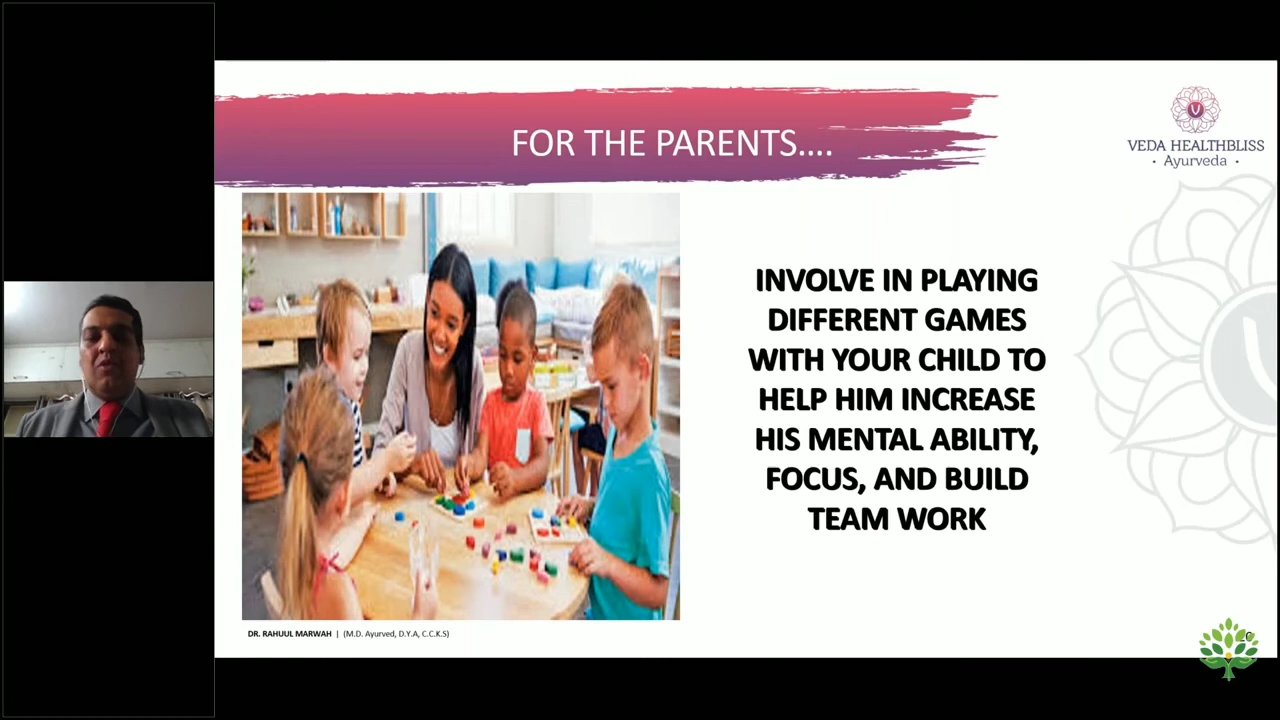 FOR THE PARENTS....
VEDA HEALTHBLISS
• Ayurveda •
INVOLVE IN PLAYING
DIFFERENT GAMES
WITH YOUR CHILD TO
HELP HIM INCREASE
HIS MENTAL ABILITY,
FOCUS, AND BUILD
TEAM WORK
DR. RAHUUL MARWAH | (M.D. Ayurved, D.Y.A, C.C.K.S)